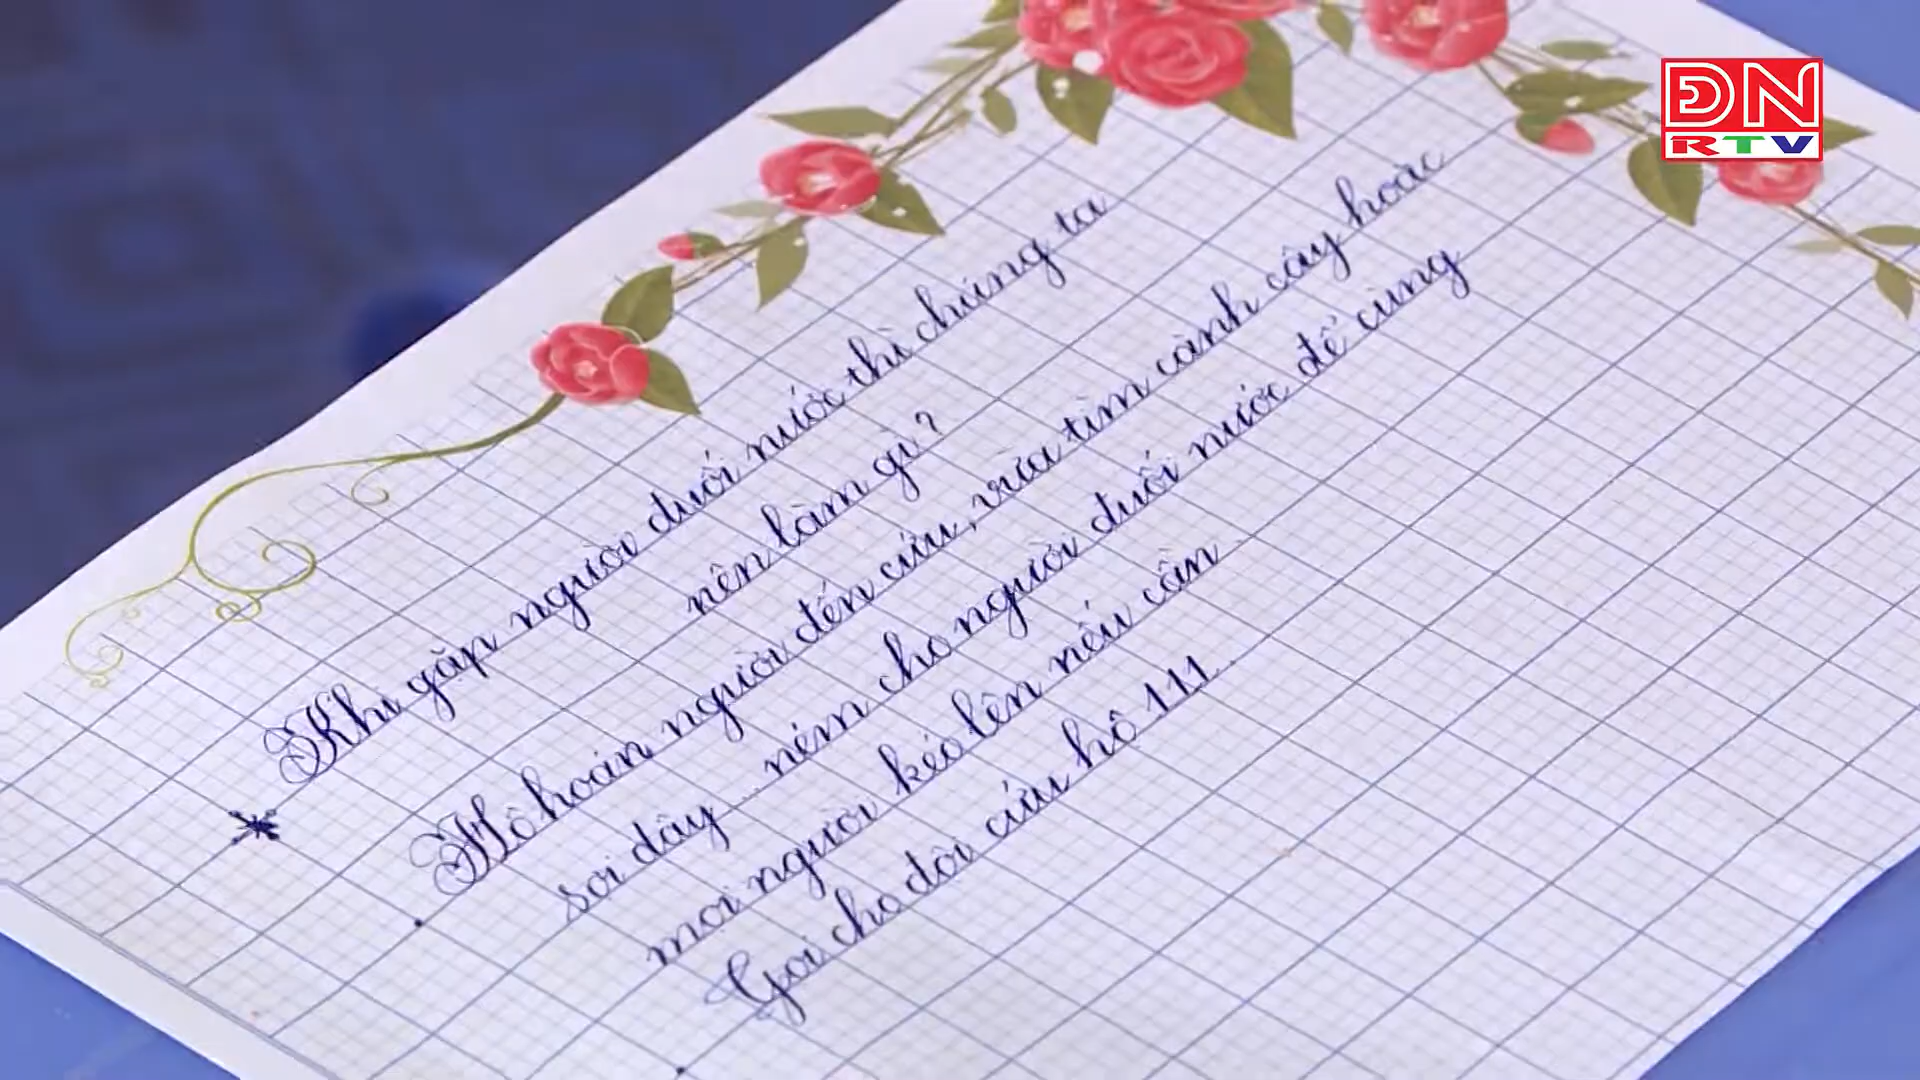 ĐN
RTV
Khi gặp người đuối nước thì chúng ta
nên làm gì?
Hô hoán người đến cứu, vừa tìm cành cây hoặc
sợi dây... ném cho người đuối nước để cùng
mọi người kéo lên nếu cần
Gọi cho đội cứu hộ 111...